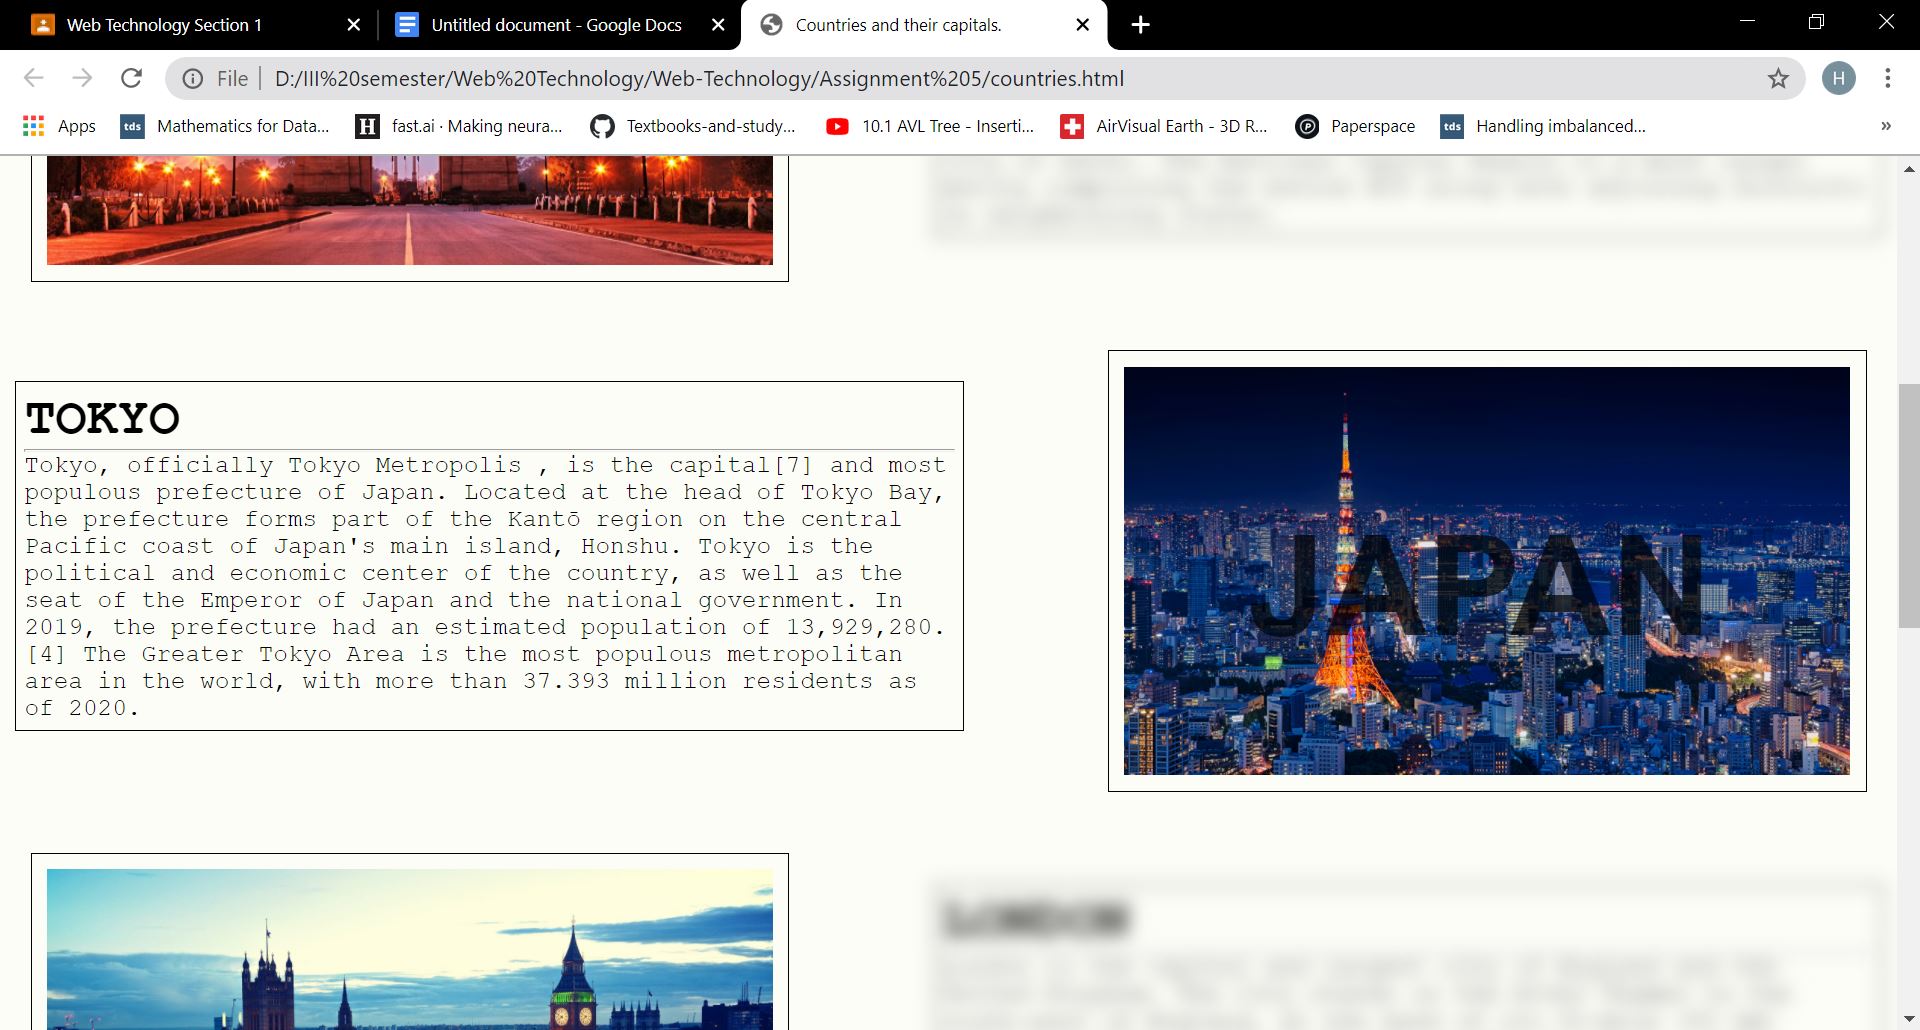 Web Technology Section 1
Untitled document - Google Docs
Countries and their capitals.
File
D:/III%20semester/Web%20Technology/Web-Technology/Assignment%205/countries.html
H
Apps
tds Mathematics for Data...
H fast.ai · Making neura...
Textbooks-and-study...
10.1 AVL Tree - Inserti...
AirVisual Earth - 3D R...
P Paperspace
tds Handling imbalanced...
»
TOKYO
Tokyo, officially Tokyo Metropolis , is the capital[7] and most
populous prefecture of Japan. Located at the head of Tokyo Bay,
the prefecture forms part of the Kantō region on the central
Pacific coast of Japan's main island, Honshu. Tokyo is the
political and economic center of the country, as well as the
seat of the Emperor of Japan and the national government. In
2019, the prefecture had an estimated population of 13,929,280.
[4] The Greater Tokyo Area is the most populous metropolitan
area in the world, with more than 37.393 million residents as
of 2020.
JAPAN
LONDON